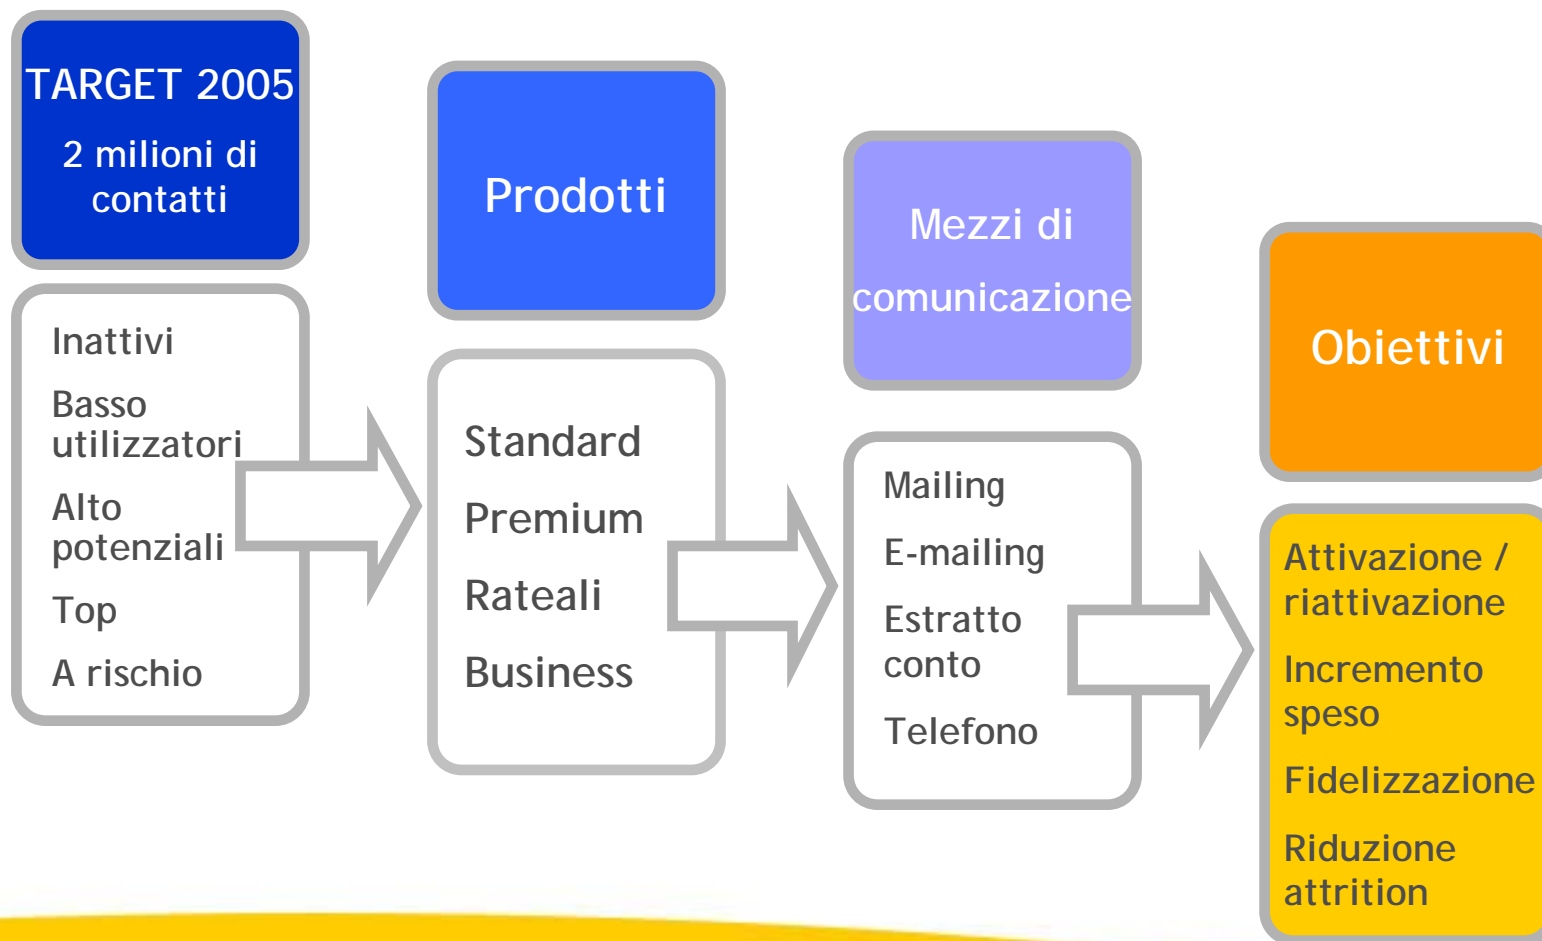 TARGET 2005
2 milioni di
contatti
Inattivi
Basso
utilizzatori
Alto
potenziali
Top
A rischio
Prodotti
Standard
Premium
Rateali
Business
Mezzi di
comunicazione
Mailing
E-mailing
Estratto
conto
Telefono
Obiettivi
Attivazione /
riattivazione
Incremento
speso
Fidelizzazione
Riduzione
attrition